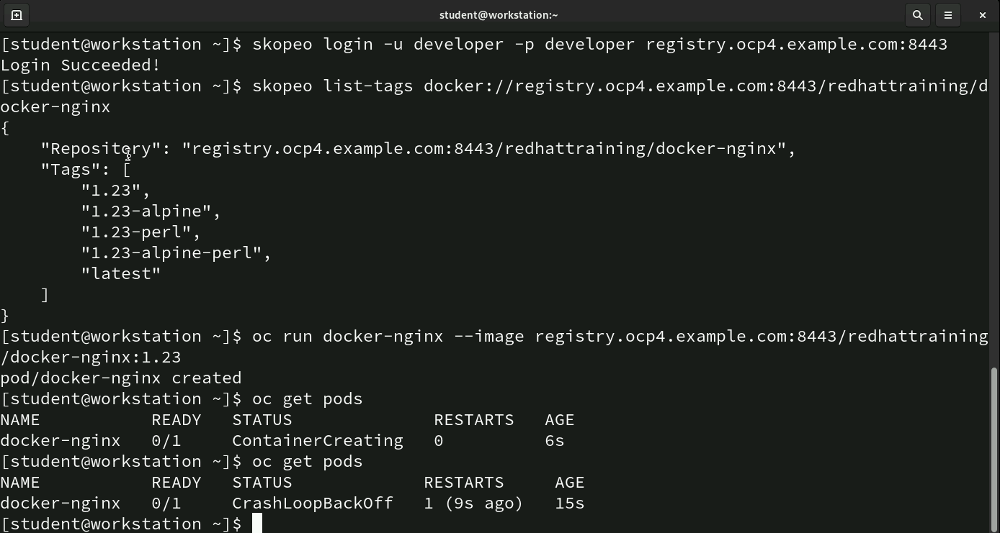 student@workstation:~
[student@workstation ~]$ skopeo login -u developer -p developer registry.ocp4.example.com:8443
Login Succeeded!
[student@workstation ~]$ skopeo list-tags docker://registry.ocp4.example.com:8443/redhattraining/d
ocker-nginx
{
    "Repository": "registry.ocp4.example.com:8443/redhattraining/docker-nginx",
    "Tags": [
        "1.23",
        "1.23-alpine",
        "1.23-perl",
        "1.23-alpine-perl",
        "latest"
    ]
}
[student@workstation ~]$ oc run docker-nginx --image registry.ocp4.example.com:8443/redhattraining
/docker-nginx:1.23
pod/docker-nginx created
[student@workstation ~]$ oc get pods
NAME           READY   STATUS              RESTARTS   AGE
docker-nginx   0/1     ContainerCreating   0          6s
[student@workstation ~]$ oc get pods
NAME           READY   STATUS             RESTARTS     AGE
docker-nginx   0/1     CrashLoopBackOff   1 (9s ago)   15s
[student@workstation ~]$